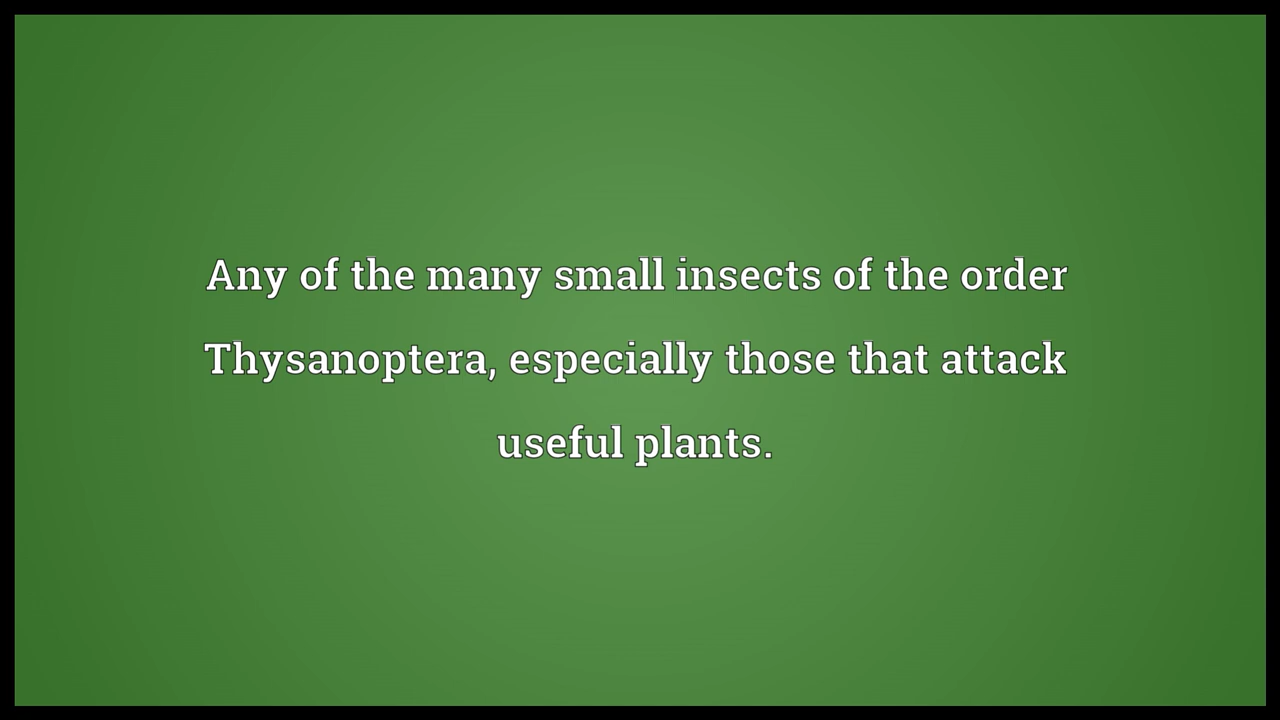 Any of the many small insects of the order
Thysanoptera, especially those that attack
useful plants.